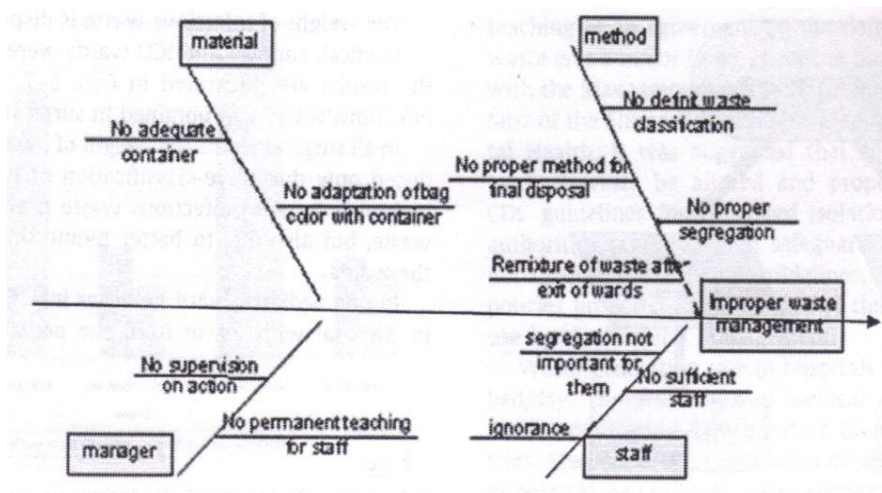 material
method
No adequate
container
No adaption of bag
color with container
No definit waste
classification
No proper method for
final disposal
No proper
segregation
Remixture of waste after
exit of wards
Improper waste
management
No supervision
on action
No permanent teaching
for staff
manager
segregation not
important for
them
No sufficient
staff
ignorance
staff